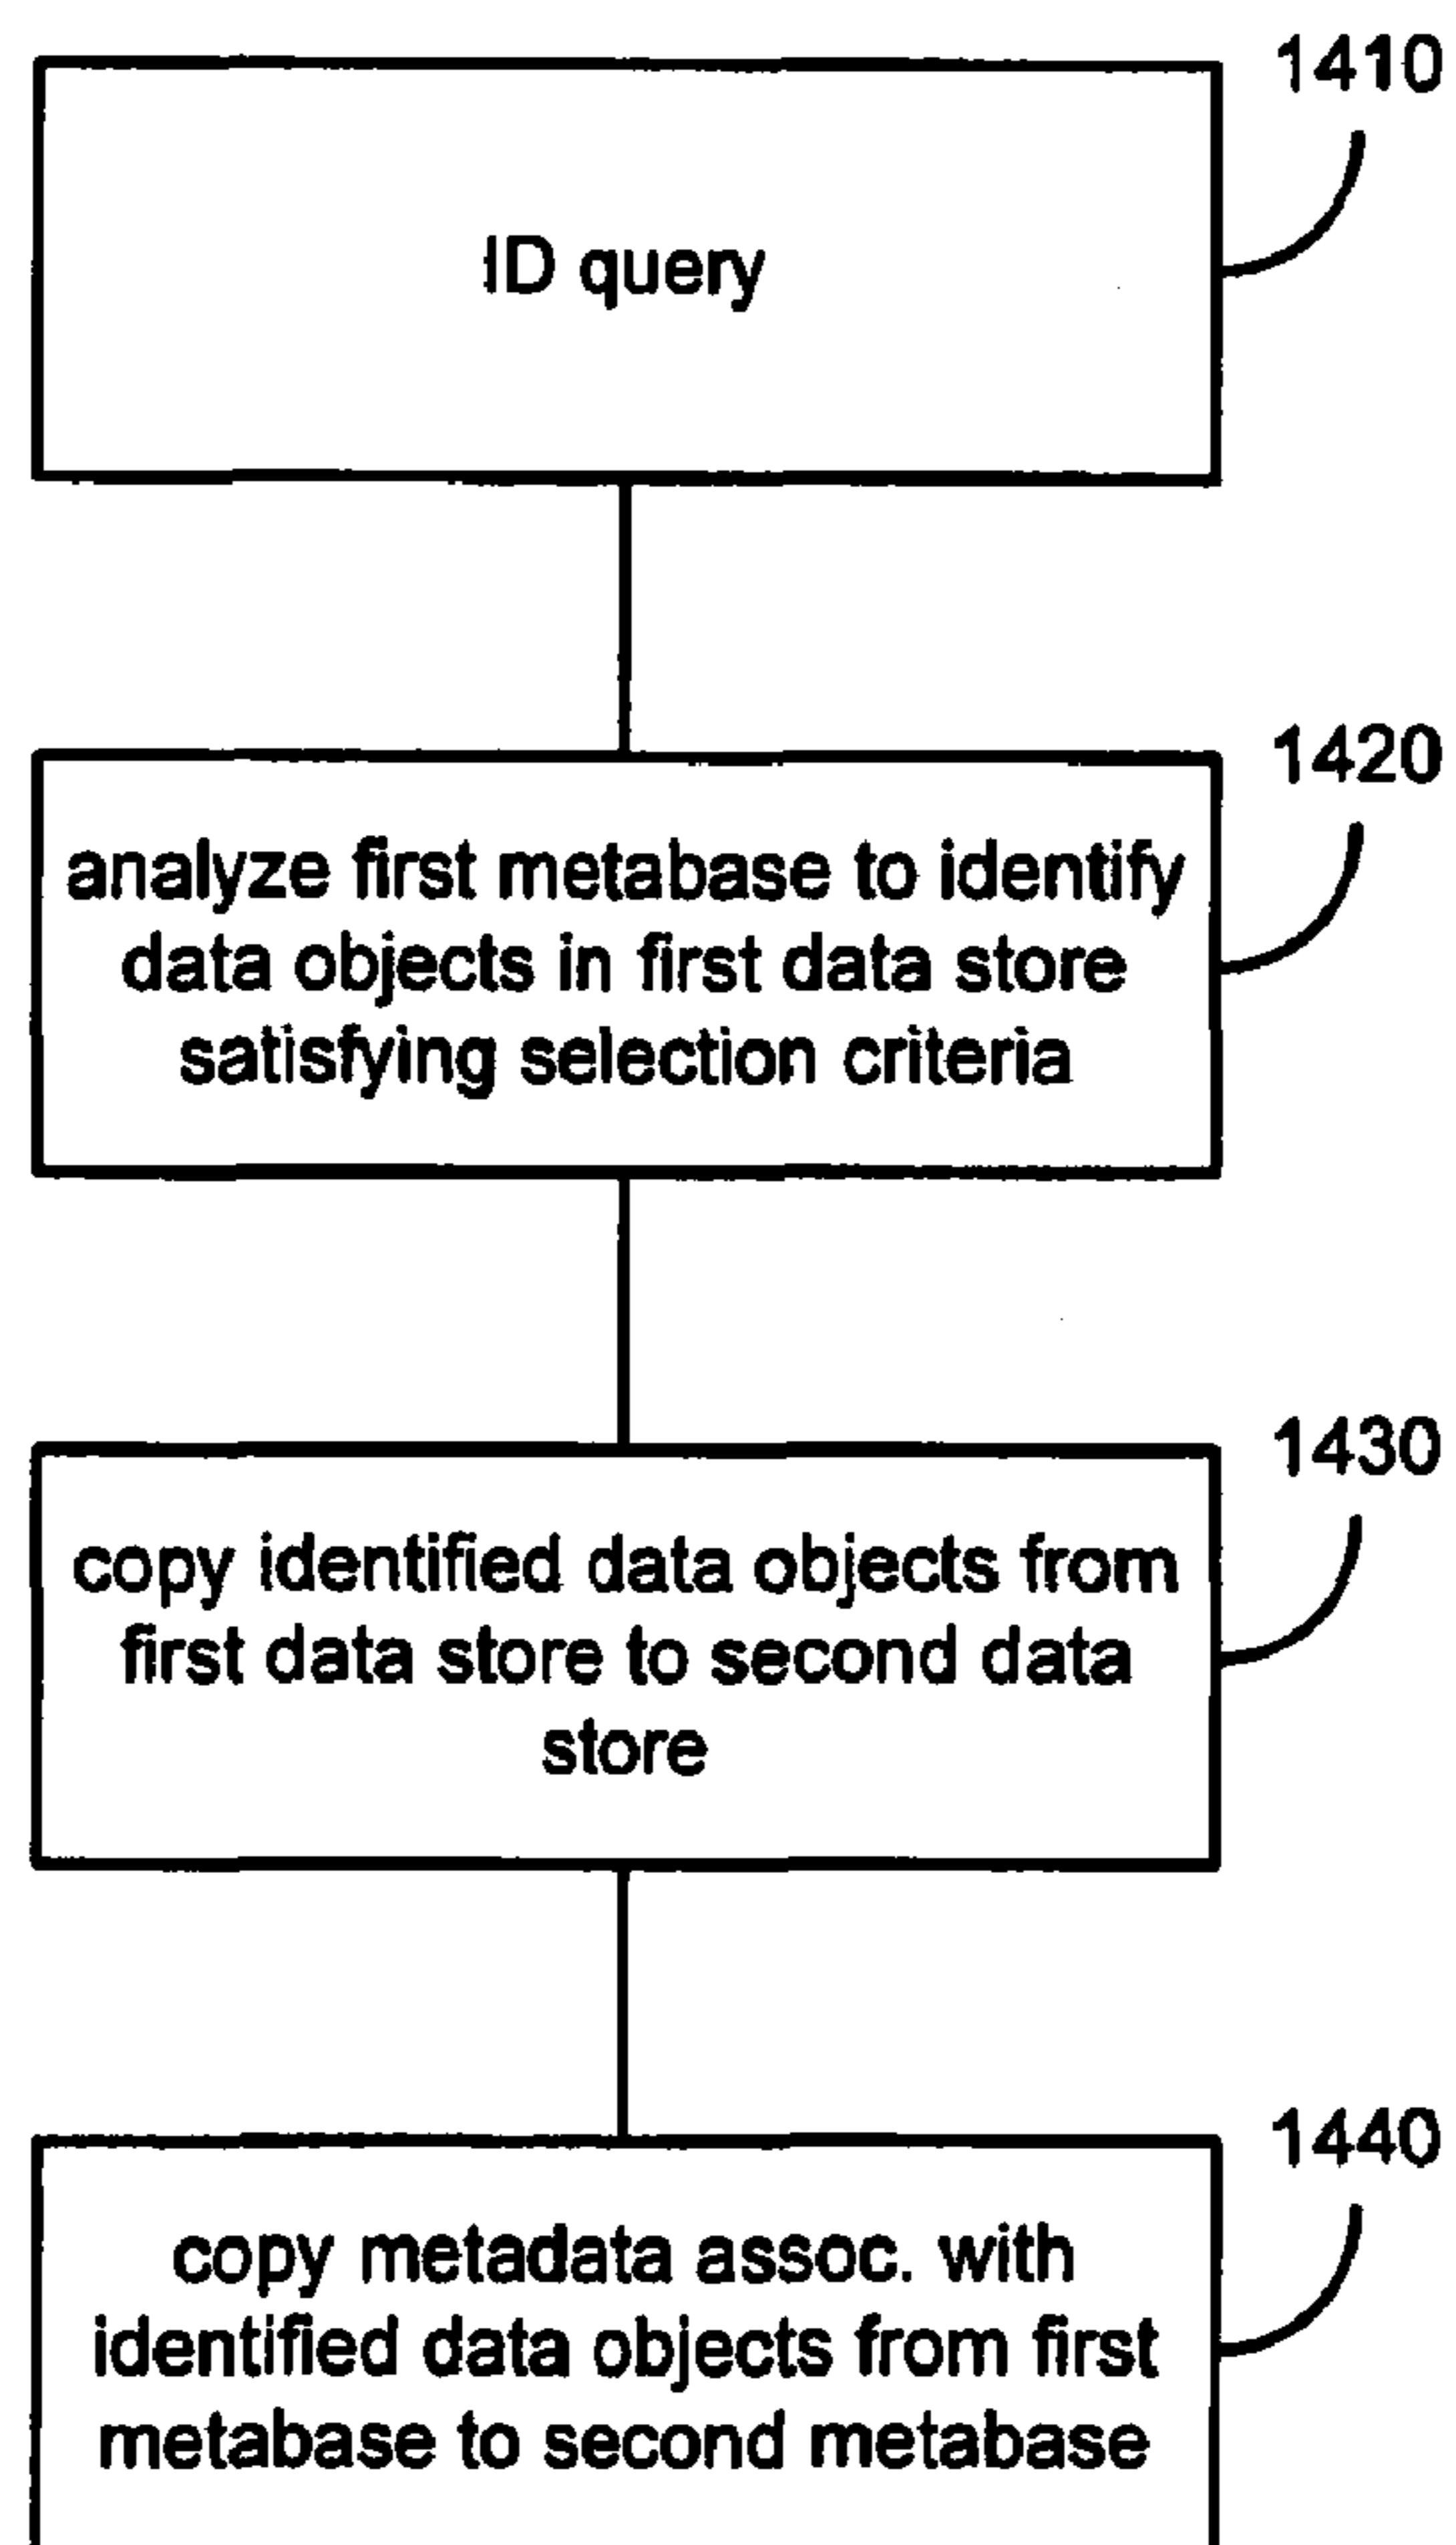 1410
ID query
1420
analyze first metabase to identify
data objects in first data store
satisfying selection criteria
1430
copy identified data objects from
first data store to second data
store
1440
copy metadata assoc. with
identified data objects from first
metabase to second metabase